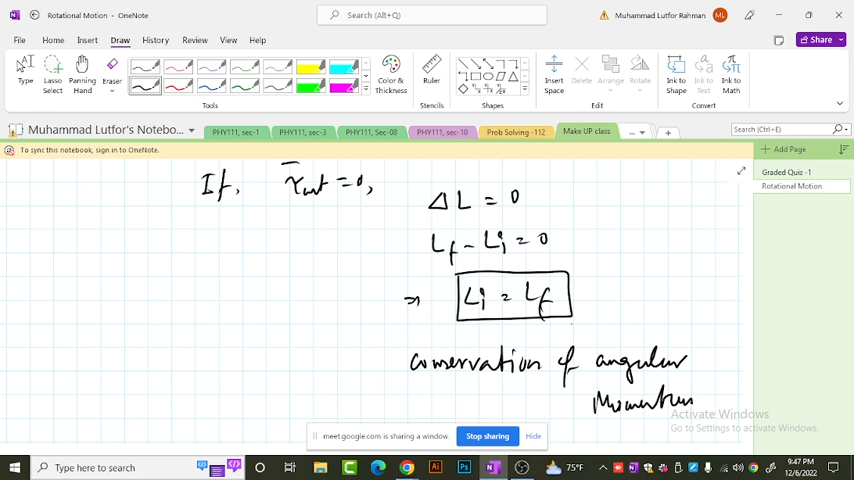 Rotational Motion - OneNote
Search (Alt+Q)
Muhammad Lutfor Rahman
ML
File Home Insert Draw History Review View Help
Share
Type
Lasso Select
Panning Hand
Eraser
Color & Thickness
Ruler
Insert Space
Delete
Arrange
Rotate
Ink to Shape
Ink to Text
Ink to Math
Tools
Stencils
Shapes
Edit
Convert
Muhammad Lutfor's Notebo...
PHY111, sec-1
PHY111, sec-3
PHY111, Sec-08
PHY111, sec-10
Prob Solving -112
Make UP class
Search (Ctrl+E)
To sync this notebook, sign in to OneNote.
Add Page
Graded Quiz -1
Rotational Motion
If, τ̅ext = 0,
ΔL = 0
Lf - Li = 0
⇒ Li = Lf
conservation of angular
Momentum
Activate Windows
Go to Settings to activate Windows.
meet.google.com is sharing a window.
Stop sharing
Hide
Type here to search
75°F
9:47 PM
12/6/2022